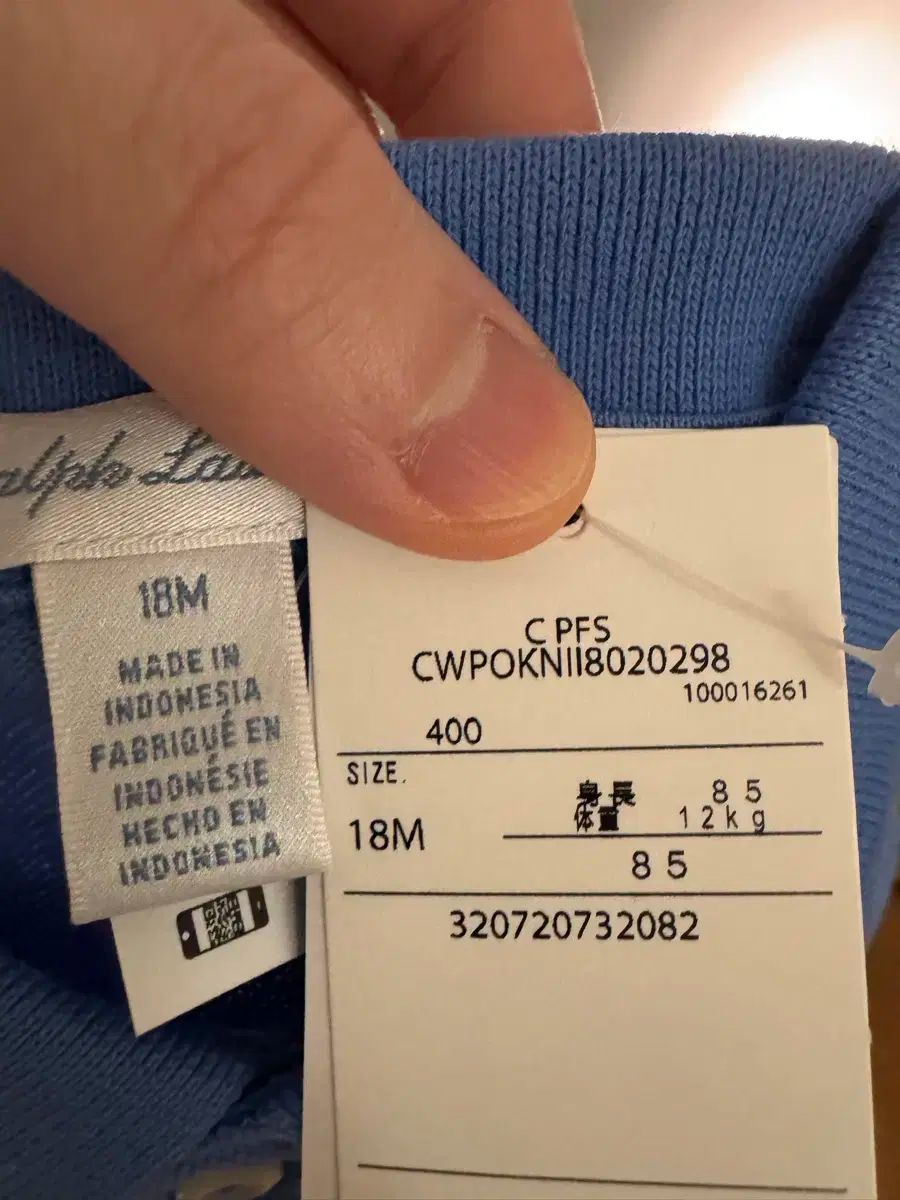 18M
MADE IN
INDONESIA
FABRIQUÉ EN
INDONÉSIE
HECHO EN
INDONESIA
C PFS
CWPOKNII8020298
100016261
400
SIZE.
18M
身長 85
体重 12kg
85
320720732082